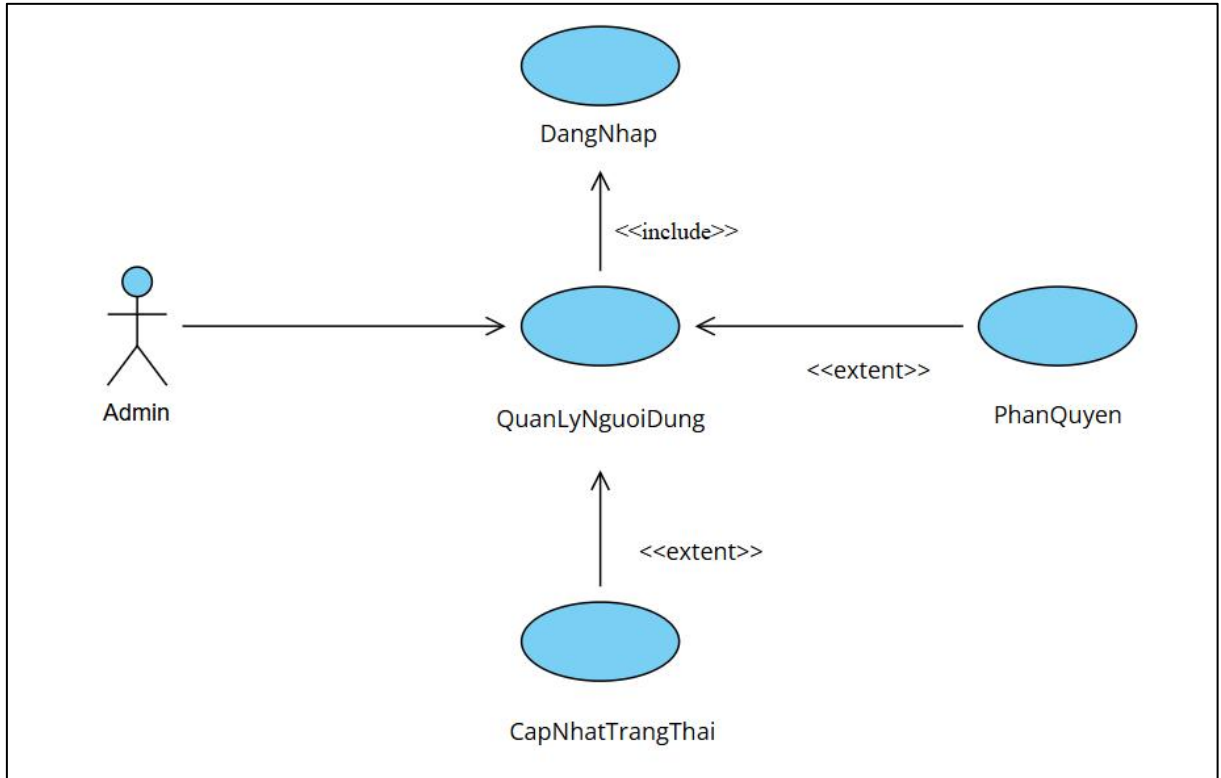 DangNhap
<<include>>
Admin
QuanLyNguoiDung
<<extent>>
PhanQuyen
<<extent>>
CapNhatTrangThai